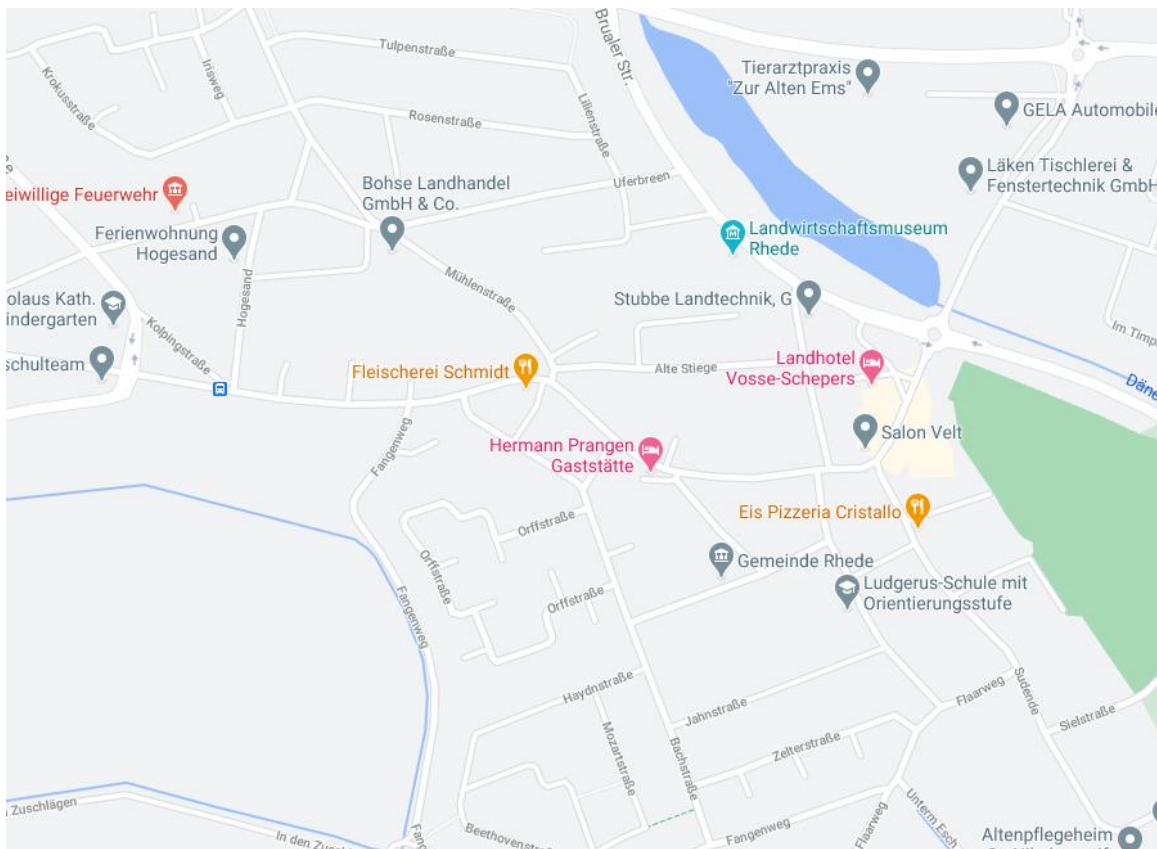 Tulpenstraße
Brualer Str.
Krokusstraße
Irisweg
Lilienstraße
Rosenstraße
Tierarztpraxis
"Zur Alten Ems"
GELA Automobile
Läken Tischlerei &
Fenstertechnik GmbH
eiwillige Feuerwehr
Bohse Landhandel
GmbH & Co.
Uferbreen
Ferienwohnung
Hogesand
Landwirtschaftsmuseum
Rhede
Mühlenstraße
Hogesand
olaus Kath.
indergarten
Kolpingstraße
Stubbe Landtechnik, G
Im Timp
schulteam
Fleischerei Schmidt
Alte Stiege
Landhotel
Vosse-Schepers
Däne
Salon Velt
Hermann Prangen
Gaststätte
Fangenweg
Eis Pizzeria Cristallo
Orffstraße
Orffstraße
Gemeinde Rhede
Ludgerus-Schule mit
Orientierungsstufe
Orffstraße
Fangenweg
Haydnstraße
Flaarweg
Sudende
Sielstraße
Jahnstraße
Mozartstraße
Bachstraße
Zelterstraße
n Zuschlägen
In den Zusch
Fang
Beethovenstraße
Fangenweg
Flaarweg
Unterm Esch
Altenpflegeheim